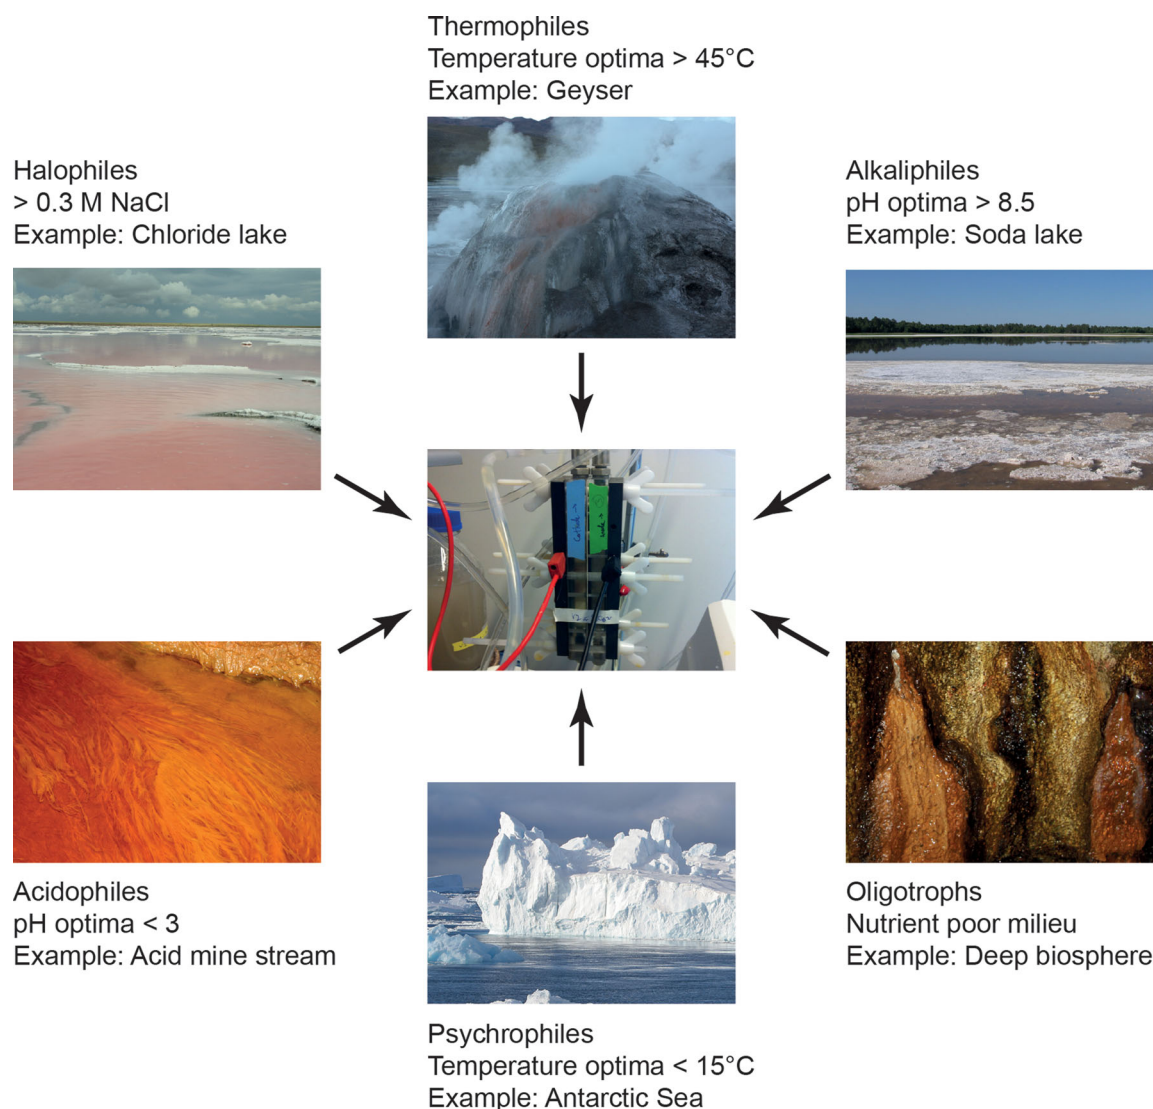 Thermophiles
Temperature optima > 45°C
Example: Geyser
Halophiles
> 0.3 M NaCl
Example: Chloride lake
Alkaliphiles
pH optima > 8.5
Example: Soda lake
Acidophiles
pH optima < 3
Example: Acid mine stream
Oligotrophs
Nutrient poor milieu
Example: Deep biosphere
Psychrophiles
Temperature optima < 15°C
Example: Antarctic Sea